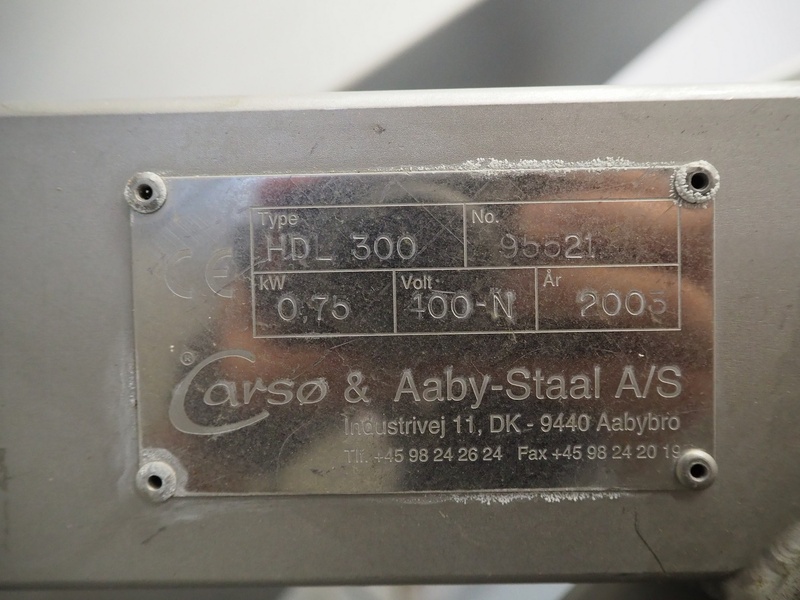 Type No.
HDL 300 95521
CE
kW Volt År
0,75 400-N 2005
® Carsø & Aaby-Staal A/S
Industrivej 11, DK - 9440 Aabybro
Tlf. +45 98 24 26 24 Fax +45 98 24 20 19